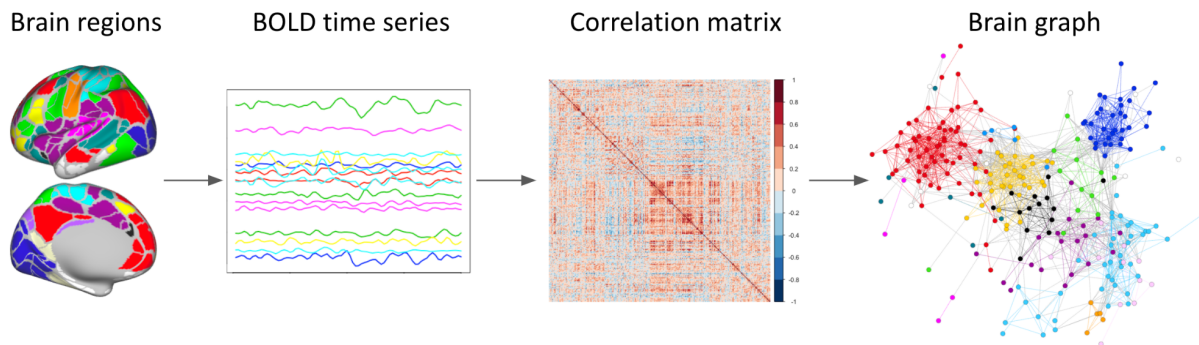 Brain regions
BOLD time series
Correlation matrix
Brain graph
1
0.8
0.6
0.4
0.2
0
-0.2
-0.4
-0.6
-0.8
-1